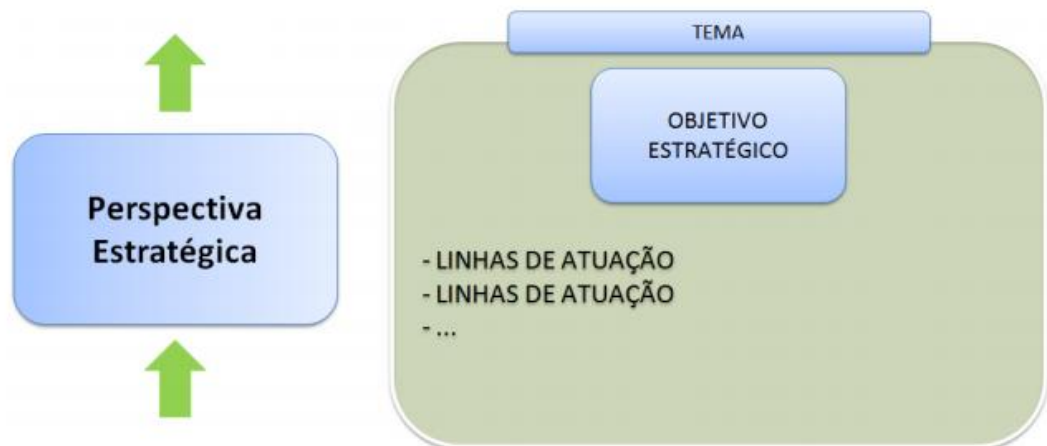 TEMA
OBJETIVO
ESTRATÉGICO
Perspectiva
Estratégica
- LINHAS DE ATUAÇÃO
- LINHAS DE ATUAÇÃO
- ...